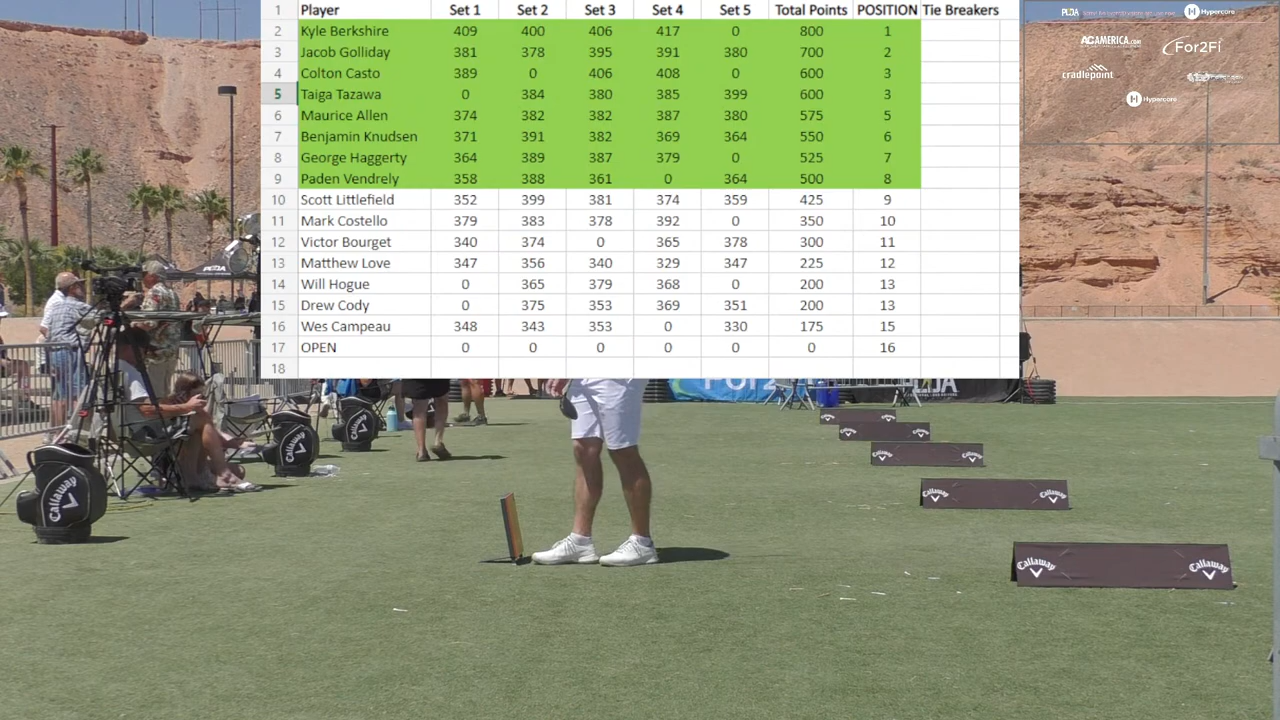 1 Player Set 1 Set 2 Set 3 Set 4 Set 5 Total Points POSITION Tie Breakers
2 Kyle Berkshire 409 400 406 417 0 800 1
3 Jacob Golliday 381 378 395 391 380 700 2
4 Colton Casto 389 0 406 408 0 600 3
5 Taiga Tazawa 0 384 380 385 399 600 3
6 Maurice Allen 374 382 382 387 380 575 5
7 Benjamin Knudsen 371 391 382 369 364 550 6
8 George Haggerty 364 389 387 379 0 525 7
9 Paden Vendrely 358 388 361 0 364 500 8
10 Scott Littlefield 352 399 381 374 359 425 9
11 Mark Costello 379 383 378 392 0 350 10
12 Victor Bourget 340 374 0 365 378 300 11
13 Matthew Love 347 356 340 329 347 225 12
14 Will Hogue 0 365 379 368 0 200 13
15 Drew Cody 0 375 353 369 351 200 13
16 Wes Campeau 348 343 353 0 330 175 15
17 OPEN 0 0 0 0 0 0 16
18
Hypercore
AGAMERICA.COM
For2Fi
cradlepoint
Hypercore
PLDA
FOR2
PLDA
Callaway Callaway
Callaway Callaway
Callaway Callaway
Callaway Callaway
Callaway Callaway
Callaway
Callaway
Callaway